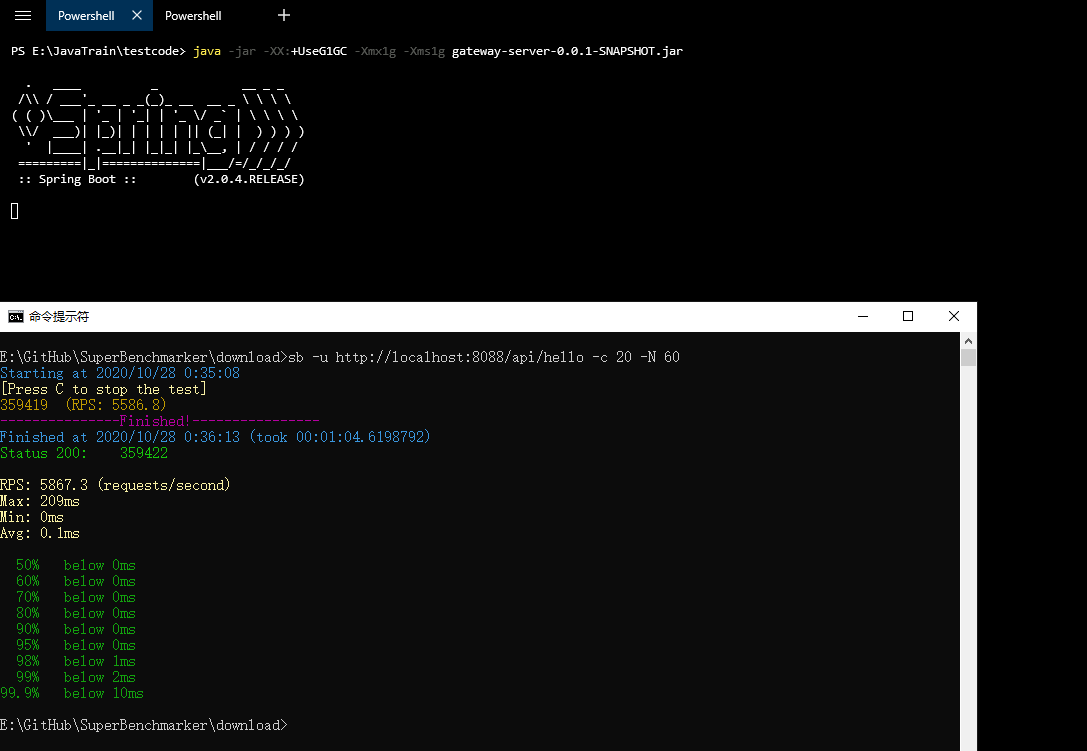 Powershell
Powershell
PS E:\JavaTrain\testcode> java -jar -XX:+UseG1GC -Xmx1g -Xms1g gateway-server-0.0.1-SNAPSHOT.jar
  .   ____          _            __ _ _
 /\\ / ___'_ __ _ _(_)_ __  __ _ \ \ \ \
( ( )\___ | '_ | '_| | '_ \/ _` | \ \ \ \
 \\/  ___)| |_)| | | | | || (_| |  ) ) ) )
  '  |____| .__|_| |_|_| |_\__, | / / / /
 =========|_|==============|___/=/_/_/_/
 :: Spring Boot ::        (v2.0.4.RELEASE)
命令提示符
E:\GitHub\SuperBenchmarker\download>sb -u http://localhost:8088/api/hello -c 20 -N 60
Starting at 2020/10/28 0:35:08
[Press C to stop the test]
359419  (RPS: 5586.8)
---------------Finished!----------------
Finished at 2020/10/28 0:36:13 (took 00:01:04.6198792)
Status 200:    359422
RPS: 5867.3 (requests/second)
Max: 209ms
Min: 0ms
Avg: 0.1ms
  50%   below 0ms
  60%   below 0ms
  70%   below 0ms
  80%   below 0ms
  90%   below 0ms
  95%   below 0ms
  98%   below 1ms
  99%   below 2ms
99.9%   below 10ms
E:\GitHub\SuperBenchmarker\download>